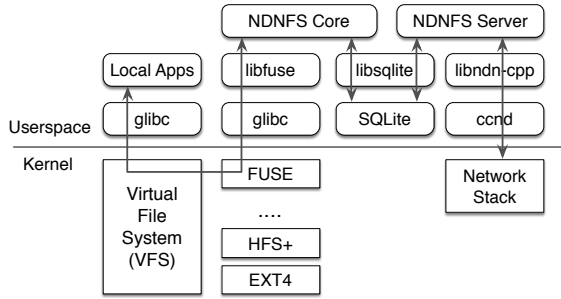 NDNFS Core NDNFS Server
Local Apps libfuse libsqlite libndn-cpp
Userspace glibc glibc SQLite ccnd
Kernel
Virtual
File
System
(VFS)
FUSE
....
HFS+
EXT4
Network
Stack